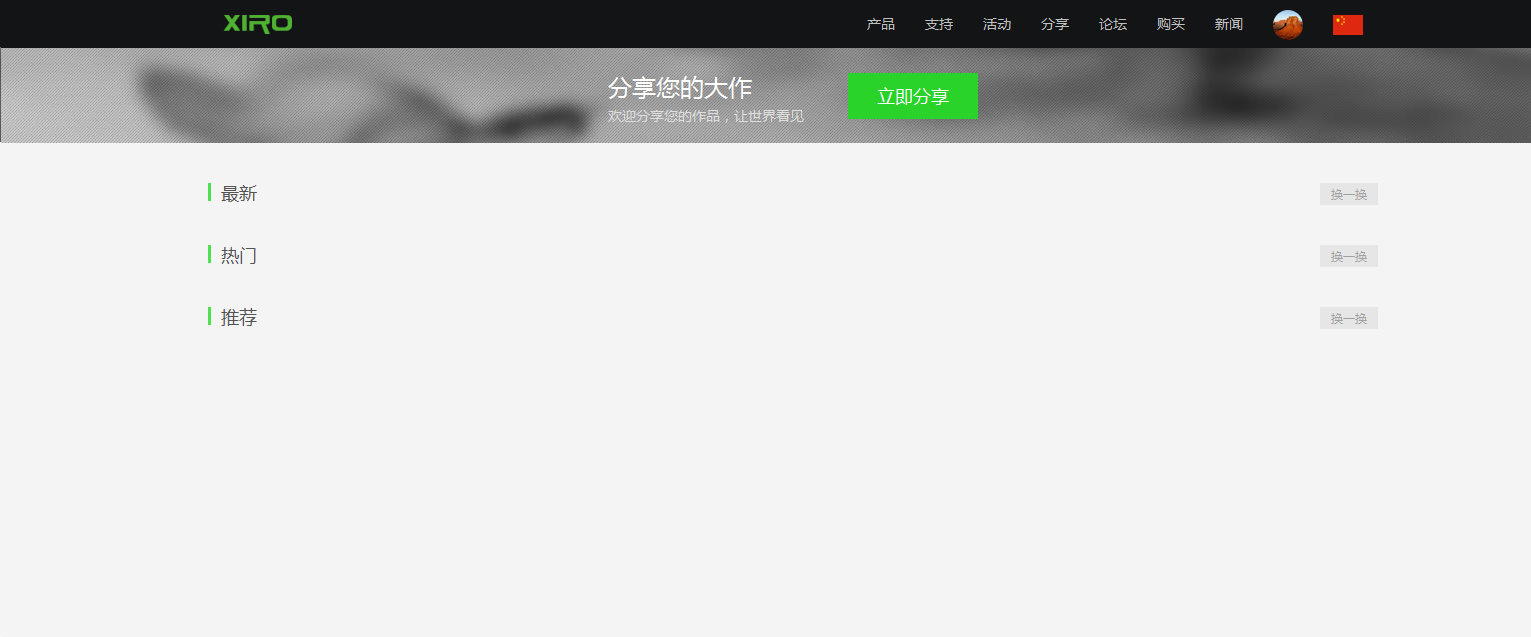 XIRO
产品 支持 活动 分享 论坛 购买 新闻
分享您的大作
欢迎分享您的作品，让世界看见
立即分享
最新 换一换
热门 换一换
推荐 换一换